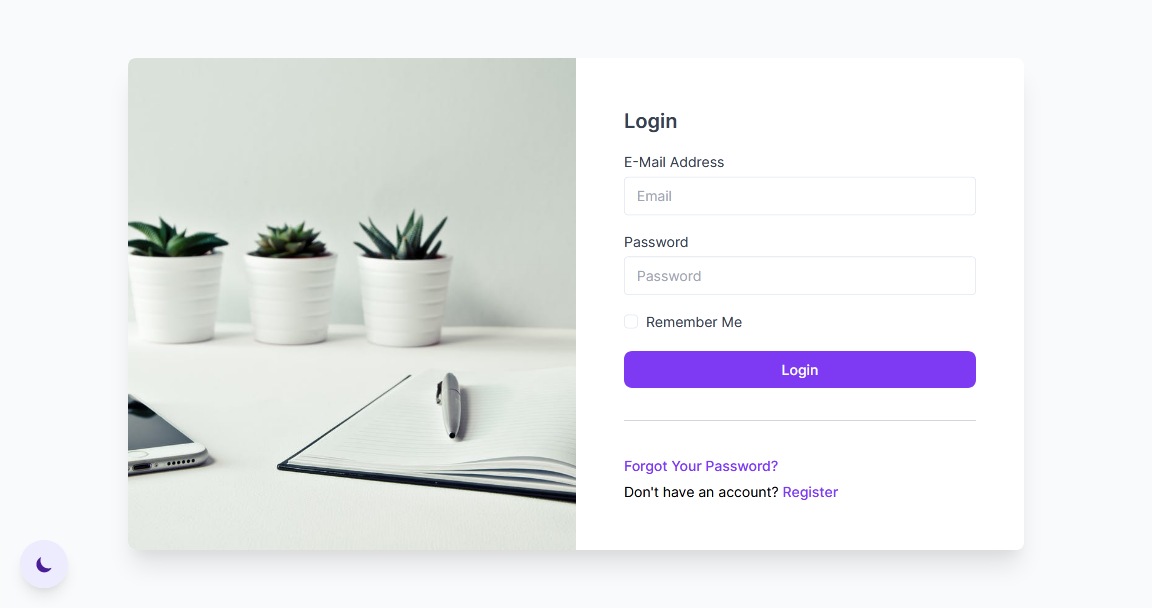 Login
E-Mail Address
Email
Password
Password
Remember Me
Login
Forgot Your Password?
Don't have an account? Register